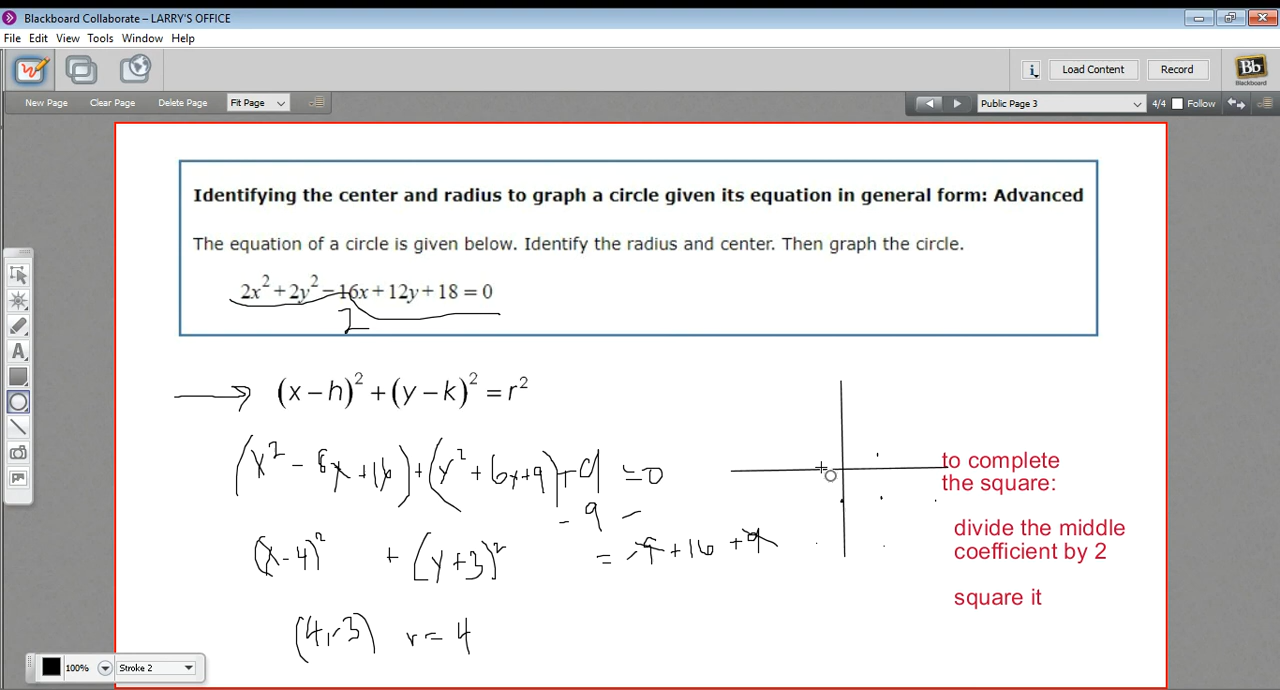 Blackboard Collaborate – LARRY'S OFFICE
File Edit View Tools Window Help
i Load Content Record Bb Blackboard
New Page Clear Page Delete Page Fit Page Public Page 3 4/4 Follow
Identifying the center and radius to graph a circle given its equation in general form: Advanced
The equation of a circle is given below. Identify the radius and center. Then graph the circle.
2x² + 2y² − 16x + 12y + 18 = 0
2
(x − h)² + (y − k)² = r²
(x² − 8x + 16) + (y² + 6y + 9) + 9 = 0
− 9 =
(x − 4)² + (y + 3)² = −9 + 16 + 9
(4, −3) r = 4
to complete
the square:
divide the middle
coefficient by 2
square it
A
100% Stroke 2